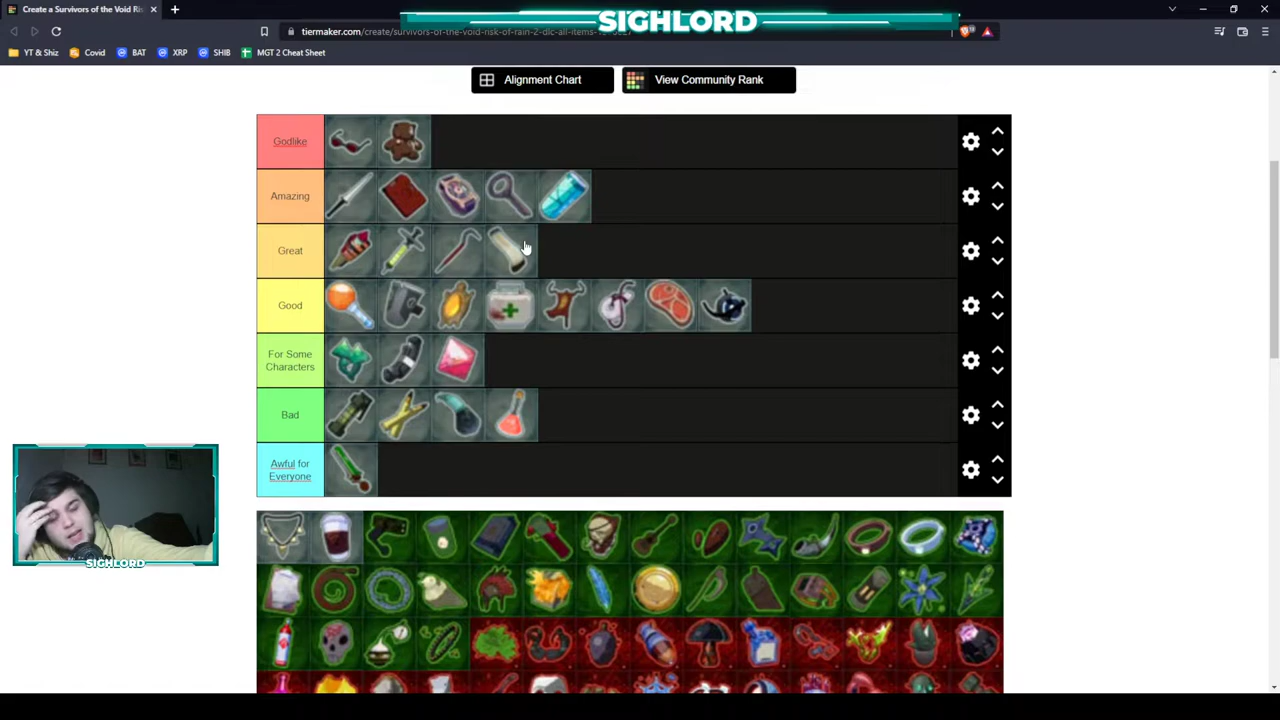 Create a Survivors of the Void Ris
SIGHLORD
tiermaker.com/create/survivors-of-the-void-risk-of-rain-2-dlc-all-items-
YT & Shiz
Covid
BAT
XRP
SHIB
MGT 2 Cheat Sheet
Alignment Chart
View Community Rank
Godlike
Amazing
Great
Good
For Some
Characters
Bad
Awful for
Everyone
SIGHLORD